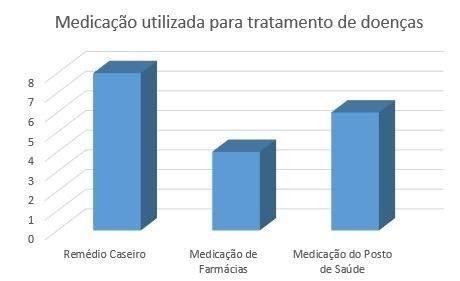 Medicação utilizada para tratamento de doenças
8
7
6
5
4
3
2
1
0
Remédio Caseiro
Medicação de
Farmácias
Medicação do Posto
de Saúde